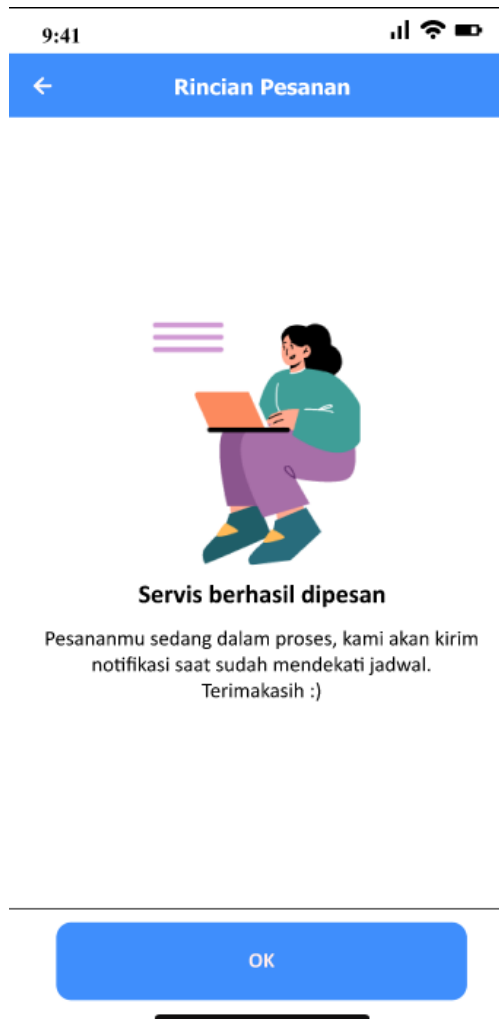 9:41
Rincian Pesanan
Servis berhasil dipesan
Pesananmu sedang dalam proses, kami akan kirim
notifikasi saat sudah mendekati jadwal.
Terimakasih :)
OK